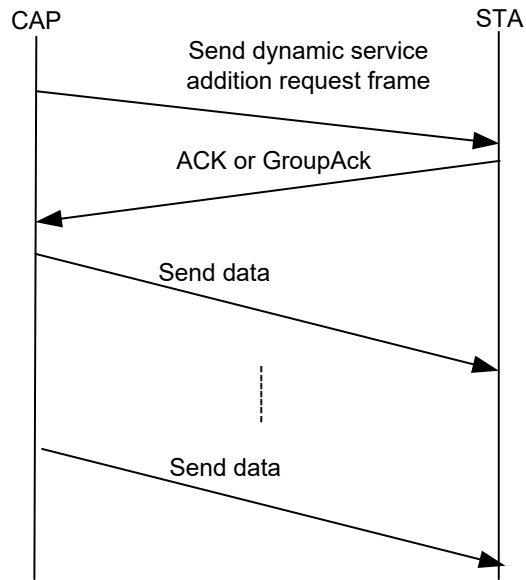 CAP
STA
Send dynamic service
addition request frame
ACK or GroupAck
Send data
Send data